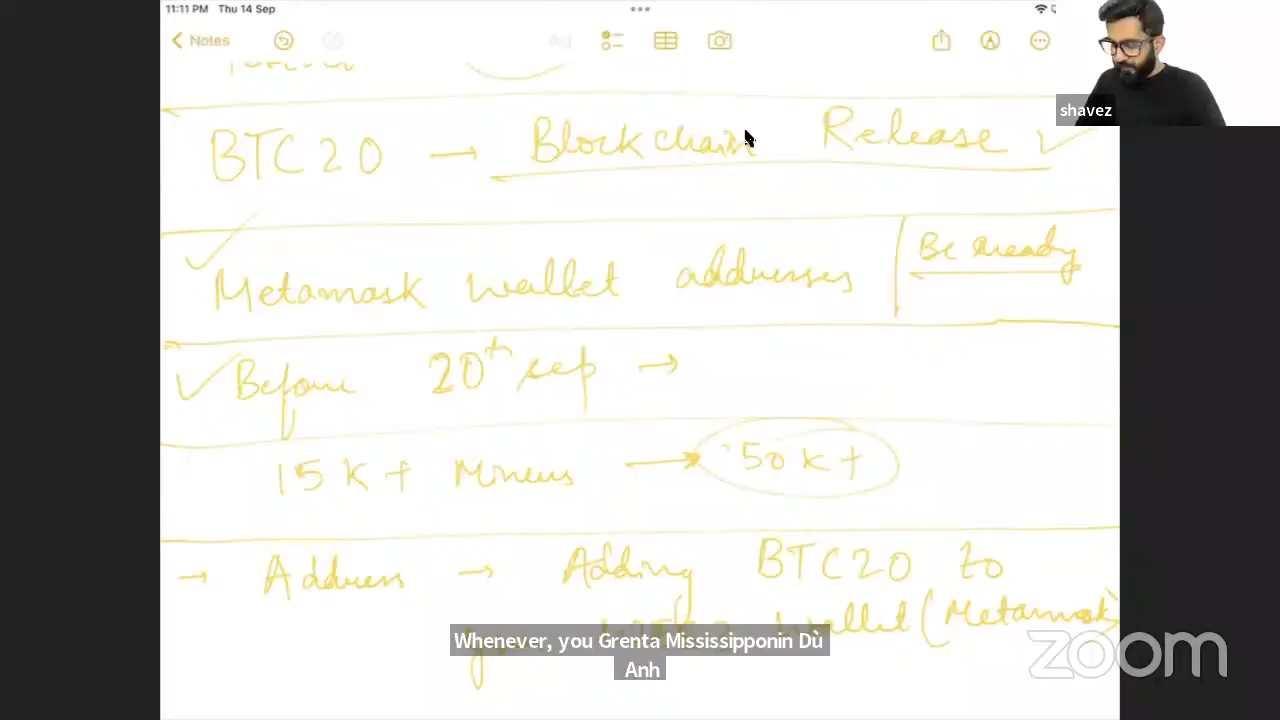 11:11 PM Thu 14 Sep
Notes
shavez
BTC20 → Blockchain Release ✓
✓ Metamask wallet addresses | Be ready
✓ Before 20th sep →
15K+ Miners → 50K+
→ Address → Adding BTC20 to
wallet (Metamask)
Whenever, you Grenta Mississipponin Dù
Anh
zoom